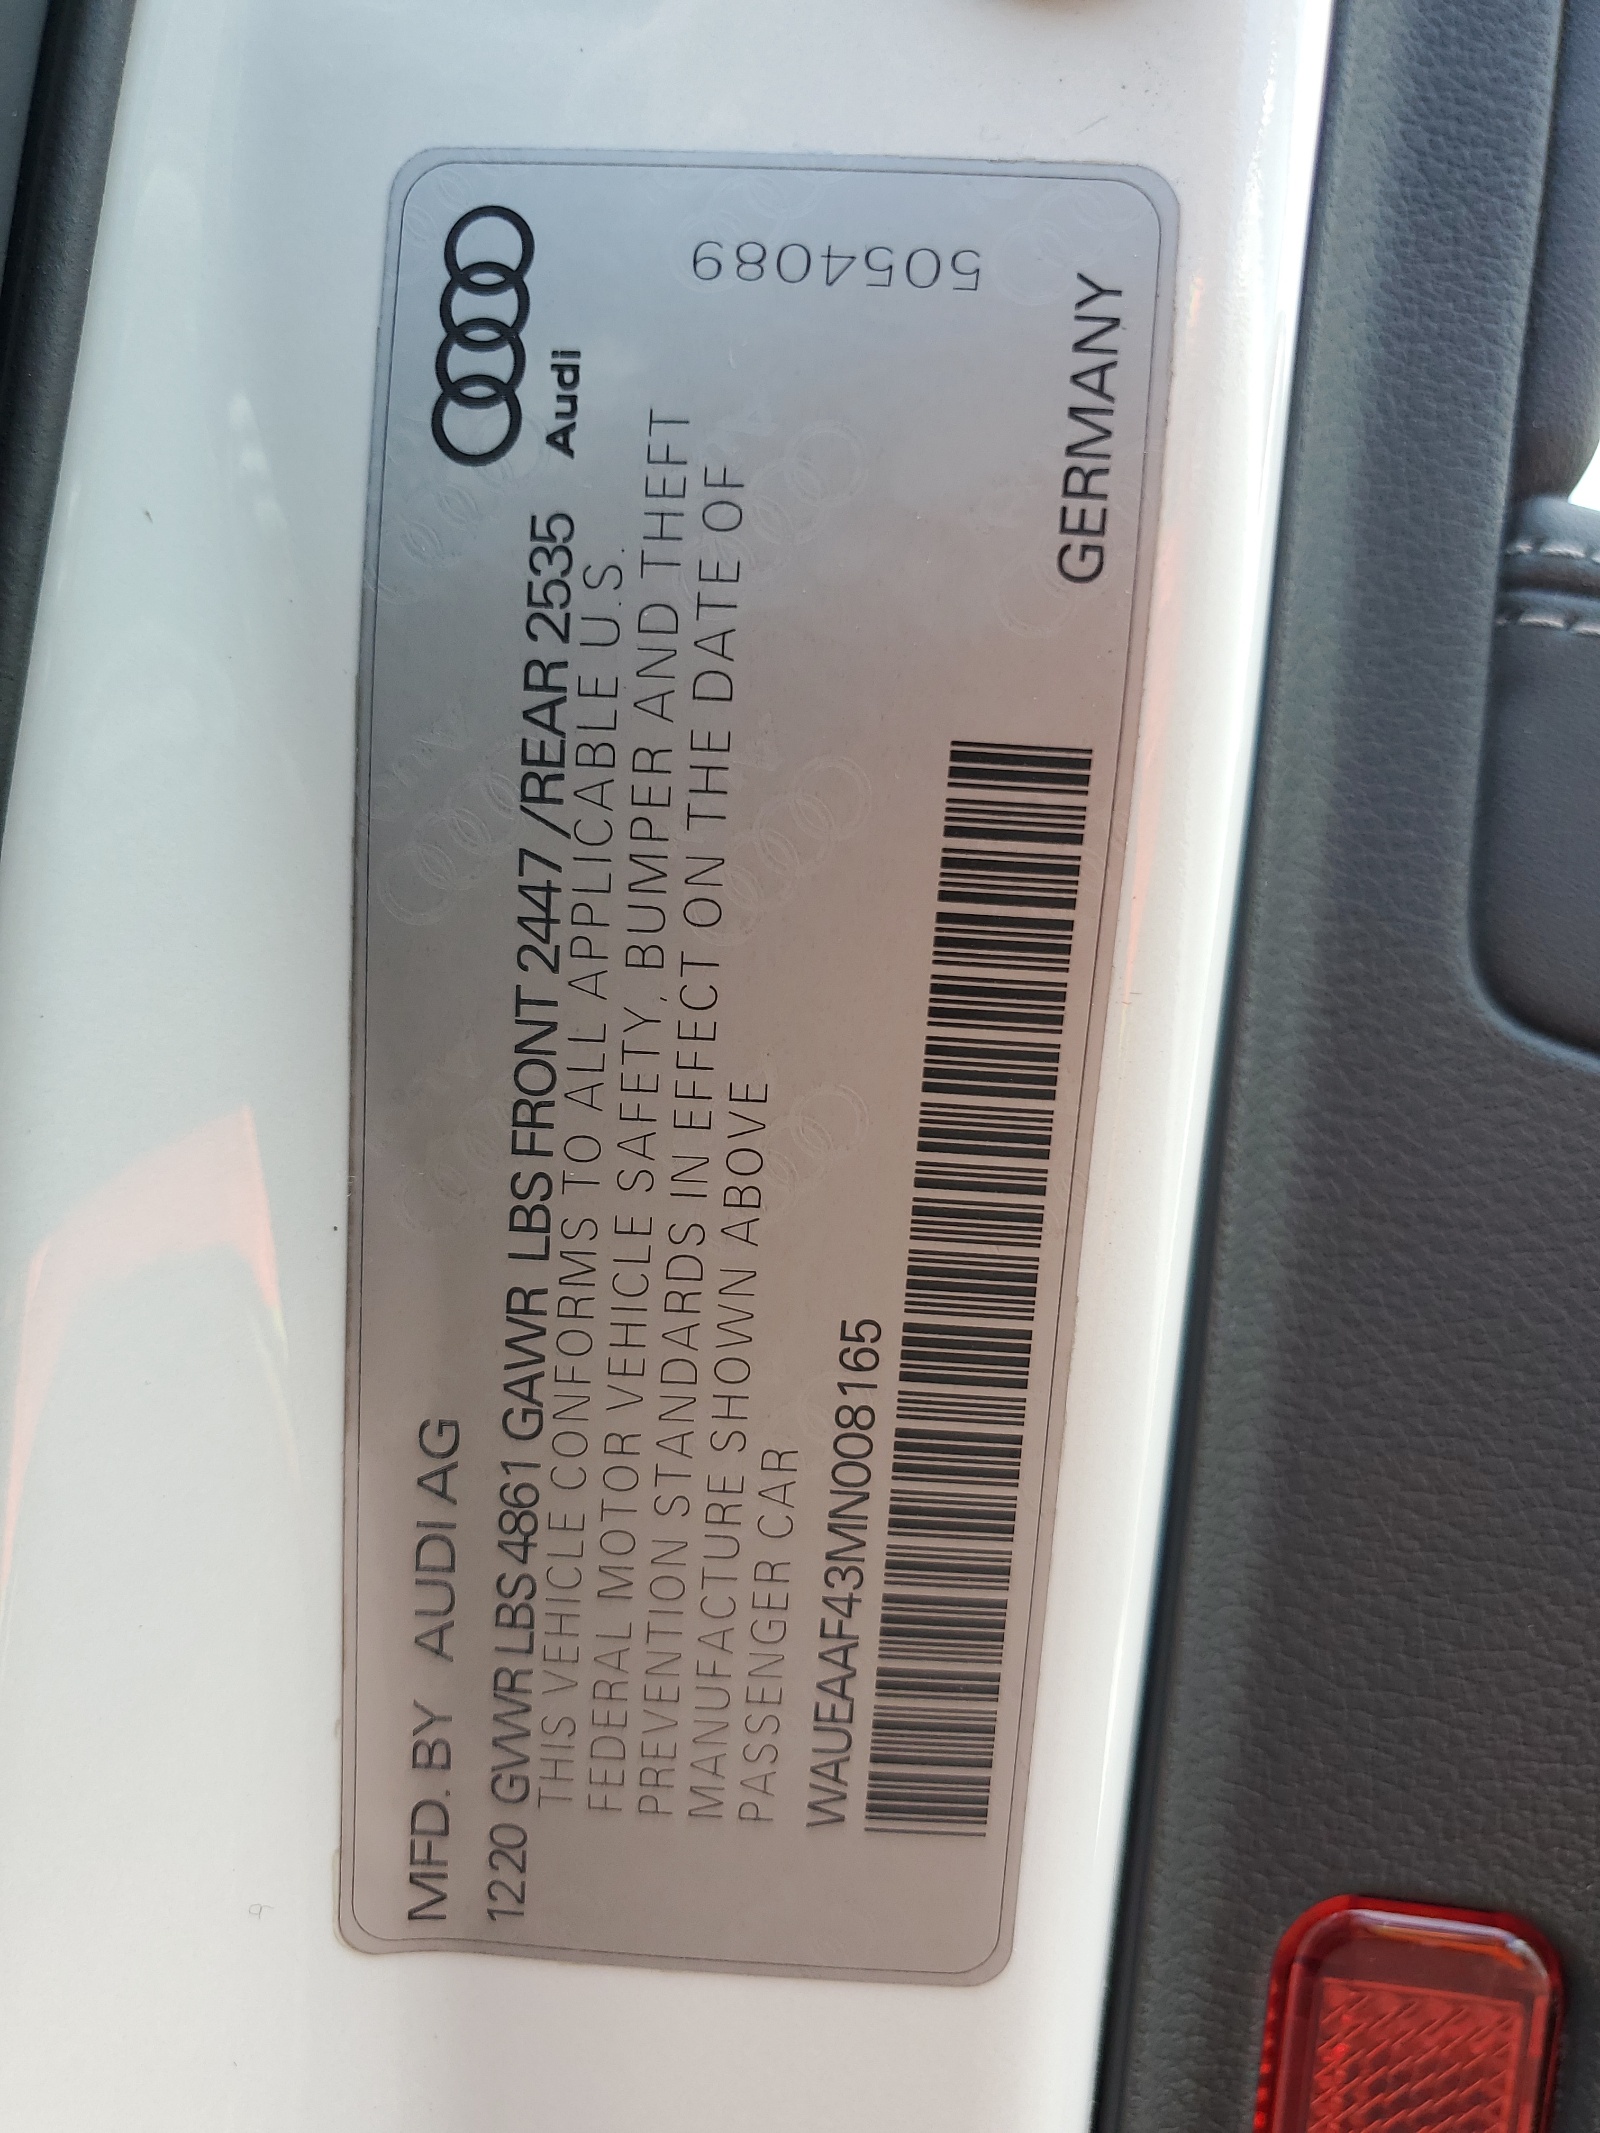 MFD. BY AUDI AG
1220 GVWR LBS 4861 GAWR LBS FRONT 2447 /REAR 2535
Audi
THIS VEHICLE CONFORMS TO ALL APPLICABLE U.S.
FEDERAL MOTOR VEHICLE SAFETY, BUMPER AND THEFT
PREVENTION STANDARDS IN EFFECT ON THE DATE OF
MANUFACTURE SHOWN ABOVE
PASSENGER CAR
5054089
WAUEAAF43MN008165
GERMANY